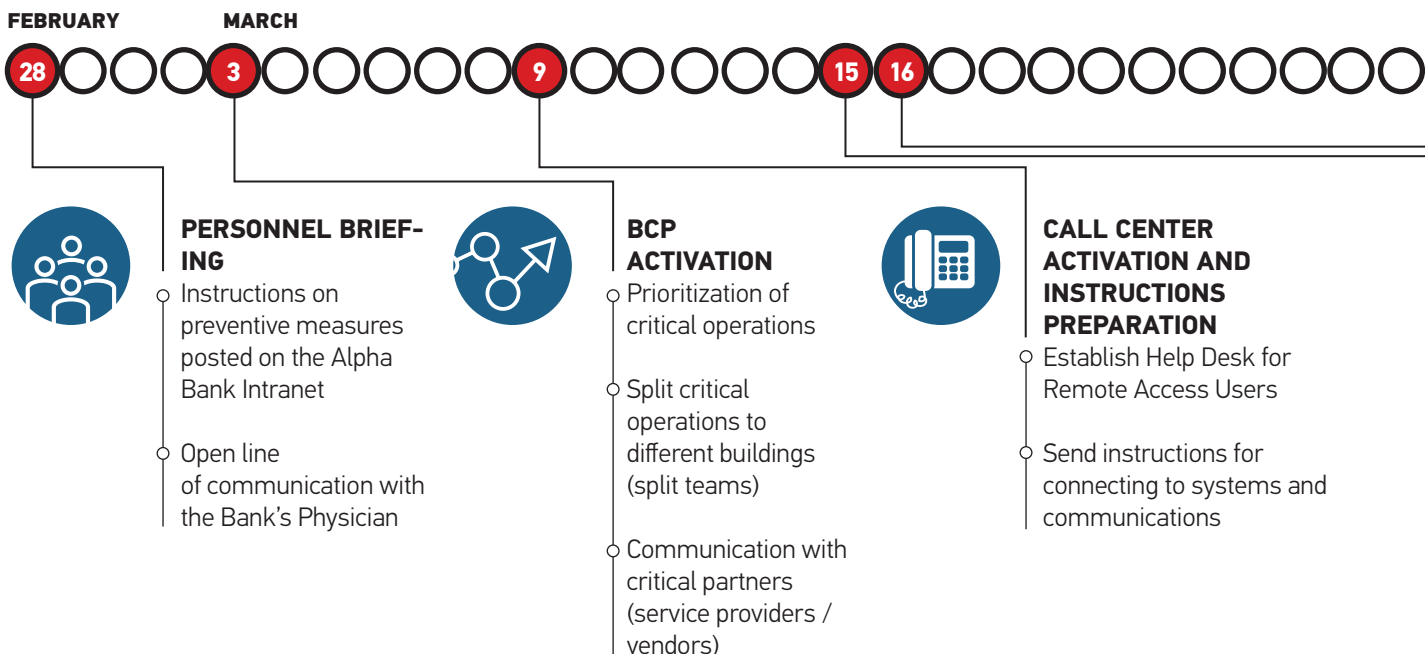 FEBRUARY
MARCH
28
3
9
15
16
PERSONNEL BRIEF-
ING
Instructions on
preventive measures
posted on the Alpha
Bank Intranet
Open line
of communication with
the Bank’s Physician
BCP
ACTIVATION
Prioritization of
critical operations
Split critical
operations to
different buildings
(split teams)
Communication with
critical partners
(service providers /
vendors)
CALL CENTER
ACTIVATION AND
INSTRUCTIONS
PREPARATION
Establish Help Desk for
Remote Access Users
Send instructions for
connecting to systems and
communications